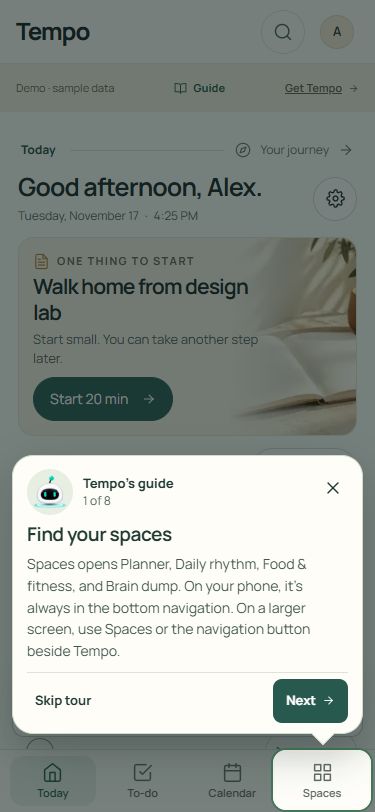 Tempo
A
Demo · sample data
Guide
Get Tempo →
Today
Your journey →
Good afternoon, Alex.
Tuesday, November 17 · 4:25 PM
ONE THING TO START
Walk home from design
lab
Start small. You can take another step
later.
Start 20 min →
Tempo's guide
1 of 8
Find your spaces
Spaces opens Planner, Daily rhythm, Food &
fitness, and Brain dump. On your phone, it's
always in the bottom navigation. On a larger
screen, use Spaces or the navigation button
beside Tempo.
Skip tour
Next →
Today
To-do
Calendar
Spaces